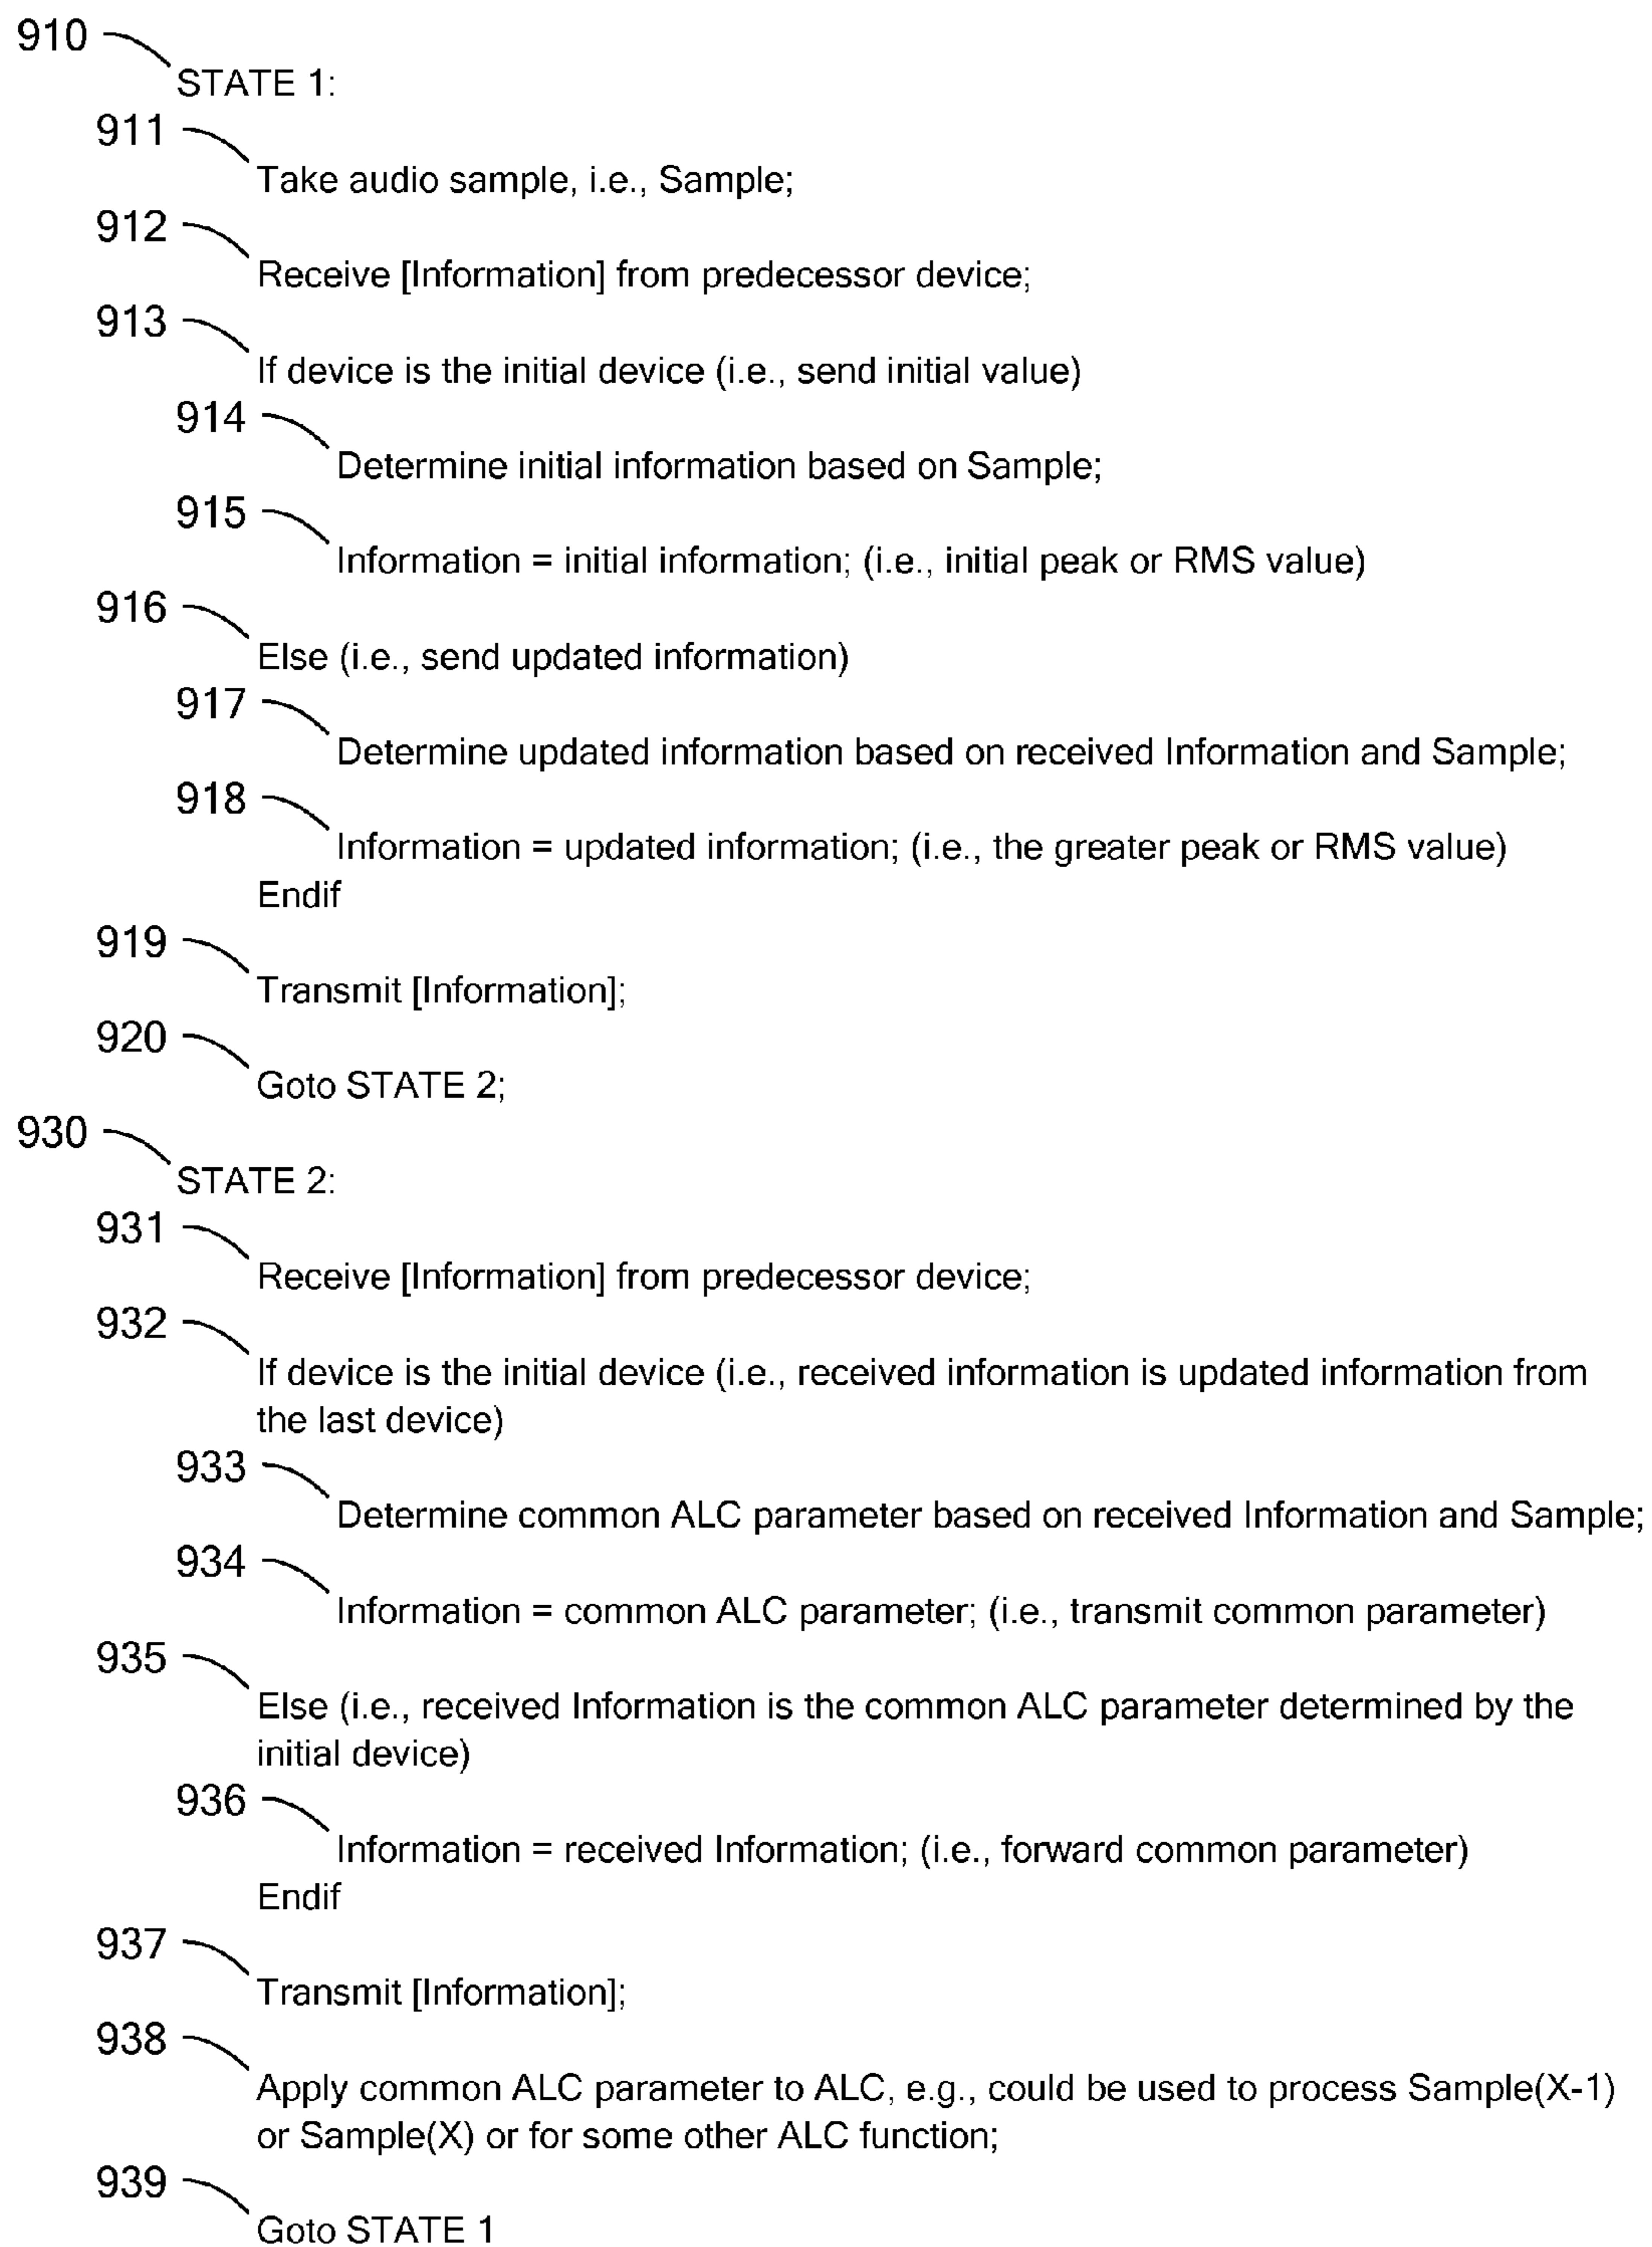 910
STATE 1:
911
Take audio sample, i.e., Sample;
912
Receive [Information] from predecessor device;
913
If device is the initial device (i.e., send initial value)
914
Determine initial information based on Sample;
915
Information = initial information; (i.e., initial peak or RMS value)
916
Else (i.e., send updated information)
917
Determine updated information based on received Information and Sample;
918
Information = updated information; (i.e., the greater peak or RMS value)
Endif
919
Transmit [Information];
920
Goto STATE 2;
930
STATE 2:
931
Receive [Information] from predecessor device;
932
If device is the initial device (i.e., received information is updated information from
the last device)
933
Determine common ALC parameter based on received Information and Sample;
934
Information = common ALC parameter; (i.e., transmit common parameter)
935
Else (i.e., received Information is the common ALC parameter determined by the
initial device)
936
Information = received Information; (i.e., forward common parameter)
Endif
937
Transmit [Information];
938
Apply common ALC parameter to ALC, e.g., could be used to process Sample(X-1)
or Sample(X) or for some other ALC function;
939
Goto STATE 1